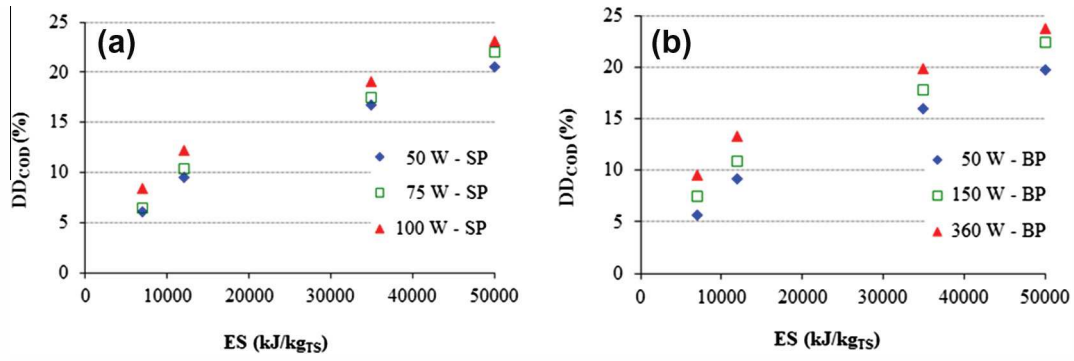 (a)
DD_COD (%)
25
20
15
10
5
0
50 W - SP
75 W - SP
100 W - SP
0 10000 20000 30000 40000 50000
ES (kJ/kg_TS)
(b)
DD_COD (%)
25
20
15
10
5
0
50 W - BP
150 W - BP
360 W - BP
0 10000 20000 30000 40000 50000
ES (kJ/kg_TS)